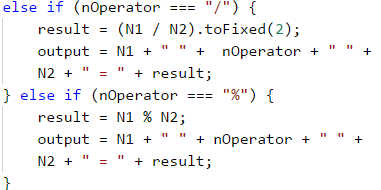 else if (nOperator === "/") {
result = (N1 / N2).toFixed(2);
output = N1 + " " +  nOperator + " " +
N2 + " = " + result;
} else if (nOperator === "%") {
result = N1 % N2;
output = N1 + " " + nOperator + " " +
N2 + " = " + result;
}